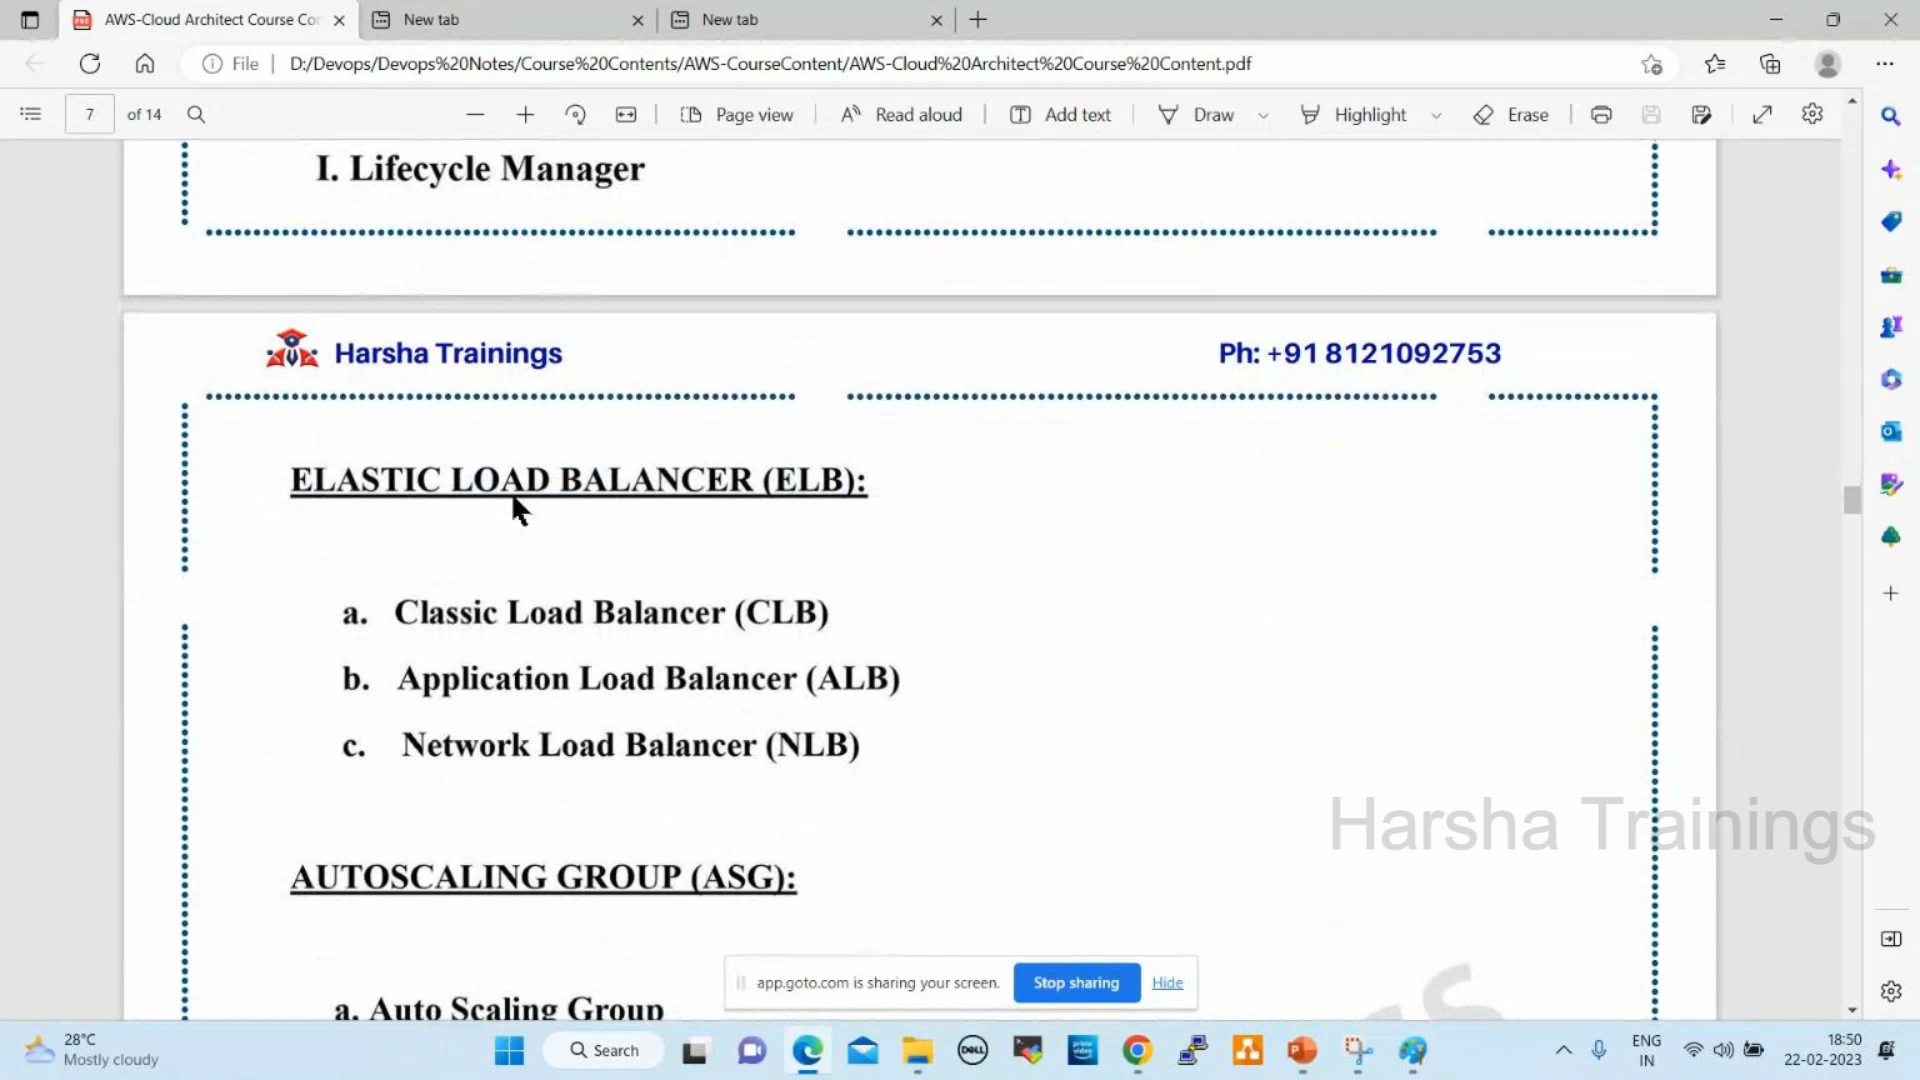 AWS-Cloud Architect Course Co
New tab
New tab
File
D:/Devops/Devops%20Notes/Course%20Contents/AWS-CourseContent/AWS-Cloud%20Architect%20Course%20Content.pdf
7 of 14
Page view
Read aloud
Add text
Draw
Highlight
Erase
I. Lifecycle Manager
Harsha Trainings
Ph: +91 8121092753
ELASTIC LOAD BALANCER (ELB):
a. Classic Load Balancer (CLB)
b. Application Load Balancer (ALB)
c. Network Load Balancer (NLB)
Harsha Trainings
AUTOSCALING GROUP (ASG):
a. Auto Scaling Group
app.goto.com is sharing your screen.
Stop sharing
Hide
28°C
Mostly cloudy
Search
DELL
prime video
ENG
IN
18:50
22-02-2023